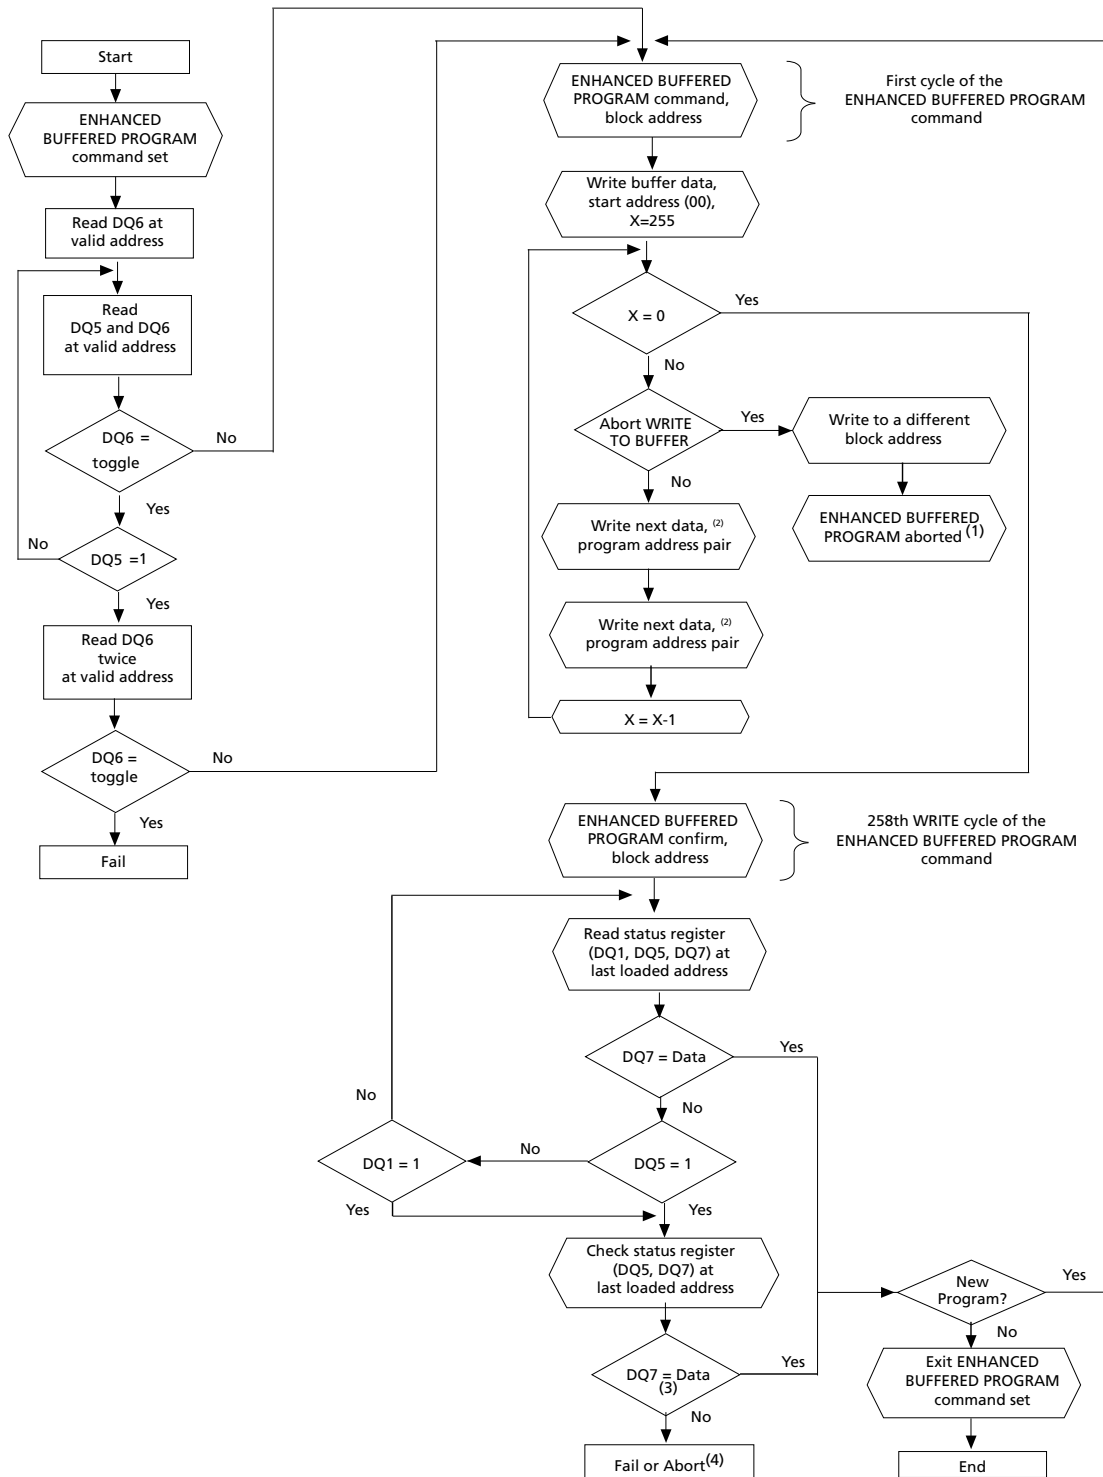 Start
ENHANCED
BUFFERED PROGRAM
command set
Read DQ6 at
valid address
Read
DQ5 and DQ6
at valid address
DQ6 =
toggle
No
Yes
No
DQ5 =1
Yes
Read DQ6
twice
at valid address
DQ6 =
toggle
No
Yes
Fail
ENHANCED BUFFERED
PROGRAM command,
block address
First cycle of the
ENHANCED BUFFERED PROGRAM
command
Write buffer data,
start address (00),
X=255
X = 0
Yes
No
Abort WRITE
TO BUFFER
Yes
Write to a different
block address
No
ENHANCED BUFFERED
PROGRAM aborted (1)
Write next data, (2)
program address pair
Write next data, (2)
program address pair
X = X-1
ENHANCED BUFFERED
PROGRAM confirm,
block address
258th WRITE cycle of the
ENHANCED BUFFERED PROGRAM
command
Read status register
(DQ1, DQ5, DQ7) at
last loaded address
DQ7 = Data
Yes
No
No
DQ1 = 1
No
DQ5 = 1
Yes
Yes
Check status register
(DQ5, DQ7) at
last loaded address
New
Program?
Yes
No
DQ7 = Data
(3)
Yes
No
Exit ENHANCED
BUFFERED PROGRAM
command set
Fail or Abort(4)
End